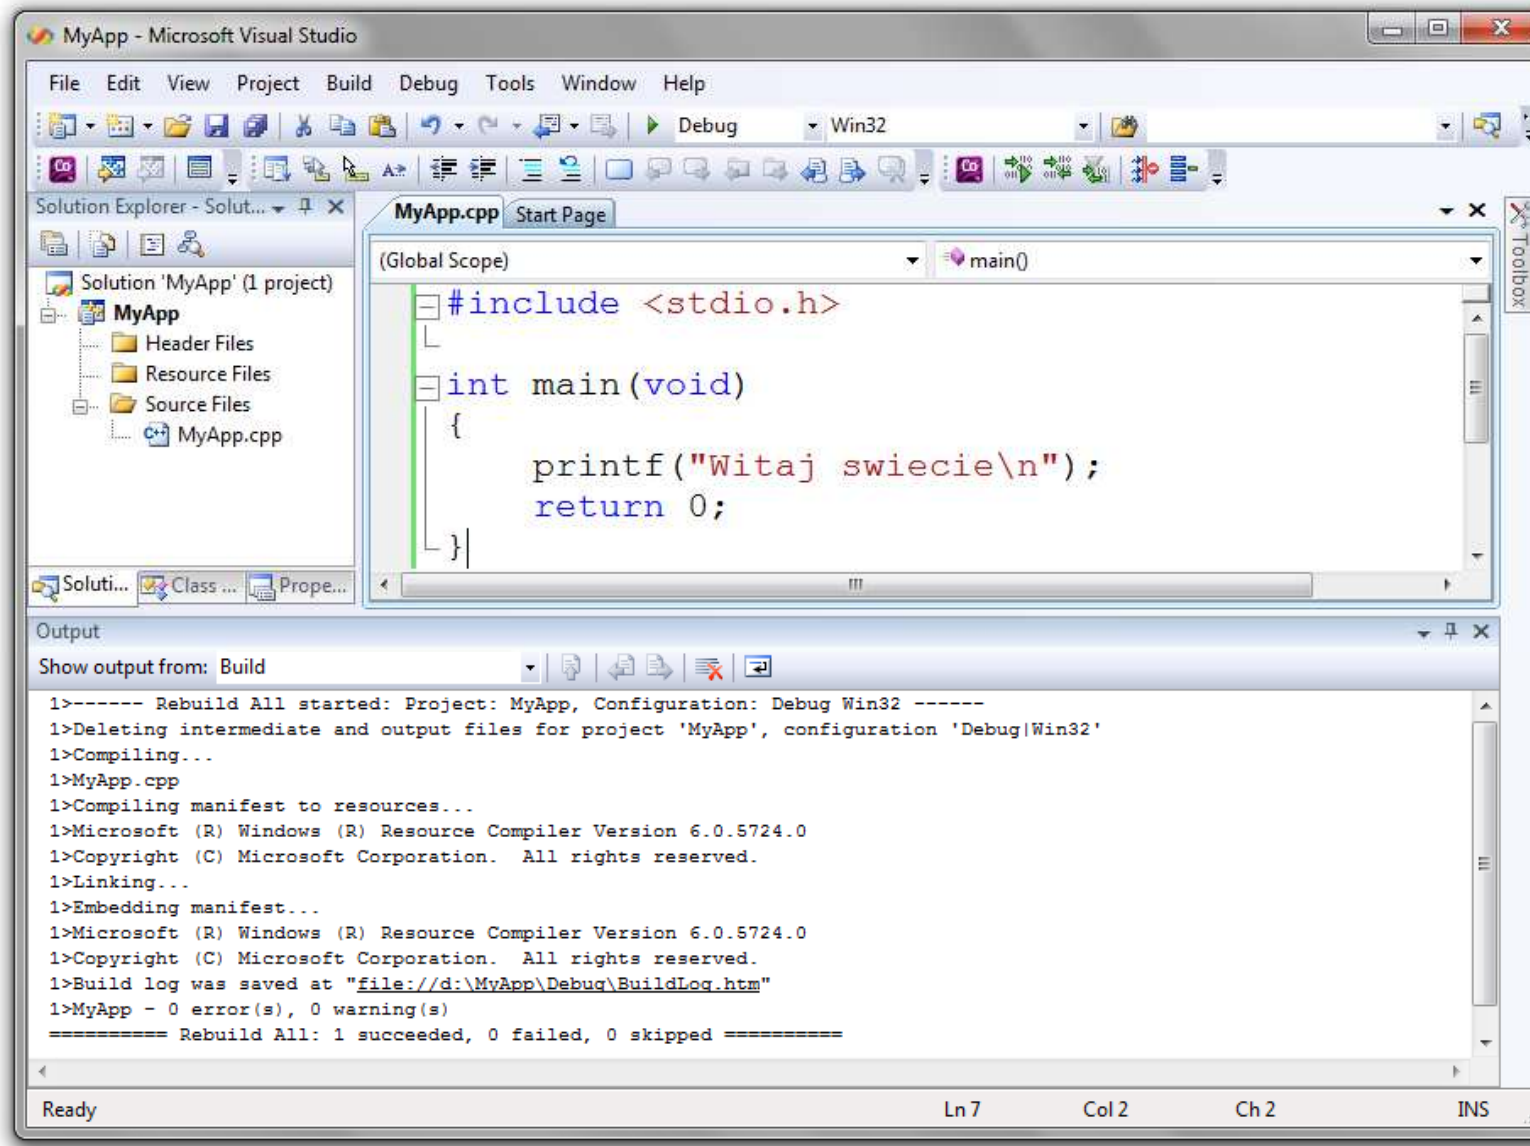 MyApp - Microsoft Visual Studio
File Edit View Project Build Debug Tools Window Help
Debug Win32
Solution Explorer - Solut...
MyApp.cpp Start Page
Toolbox
(Global Scope) main()
Solution 'MyApp' (1 project)
MyApp
Header Files
Resource Files
Source Files
MyApp.cpp
#include <stdio.h>
int main(void)
{
printf("Witaj swiecie\n");
return 0;
}
Soluti... Class ... Prope...
Output
Show output from: Build
1>------ Rebuild All started: Project: MyApp, Configuration: Debug Win32 ------
1>Deleting intermediate and output files for project 'MyApp', configuration 'Debug|Win32'
1>Compiling...
1>MyApp.cpp
1>Compiling manifest to resources...
1>Microsoft (R) Windows (R) Resource Compiler Version 6.0.5724.0
1>Copyright (C) Microsoft Corporation.  All rights reserved.
1>Linking...
1>Embedding manifest...
1>Microsoft (R) Windows (R) Resource Compiler Version 6.0.5724.0
1>Copyright (C) Microsoft Corporation.  All rights reserved.
1>Build log was saved at "file://d:\MyApp\Debug\BuildLog.htm"
1>MyApp - 0 error(s), 0 warning(s)
========== Rebuild All: 1 succeeded, 0 failed, 0 skipped ==========
Ready Ln 7 Col 2 Ch 2 INS